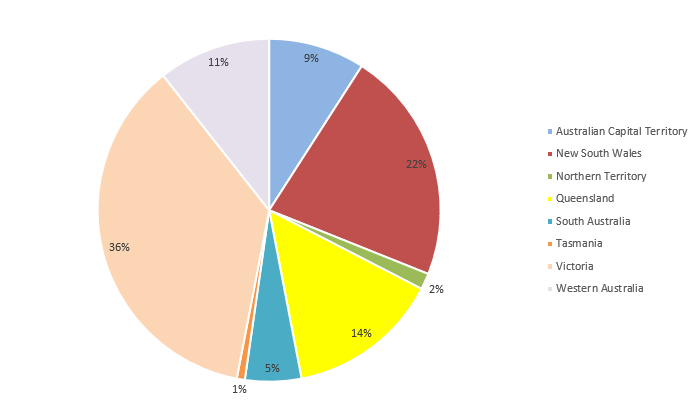 11%
9%
22%
36%
2%
14%
5%
1%
Australian Capital Territory
New South Wales
Northern Territory
Queensland
South Australia
Tasmania
Victoria
Western Australia